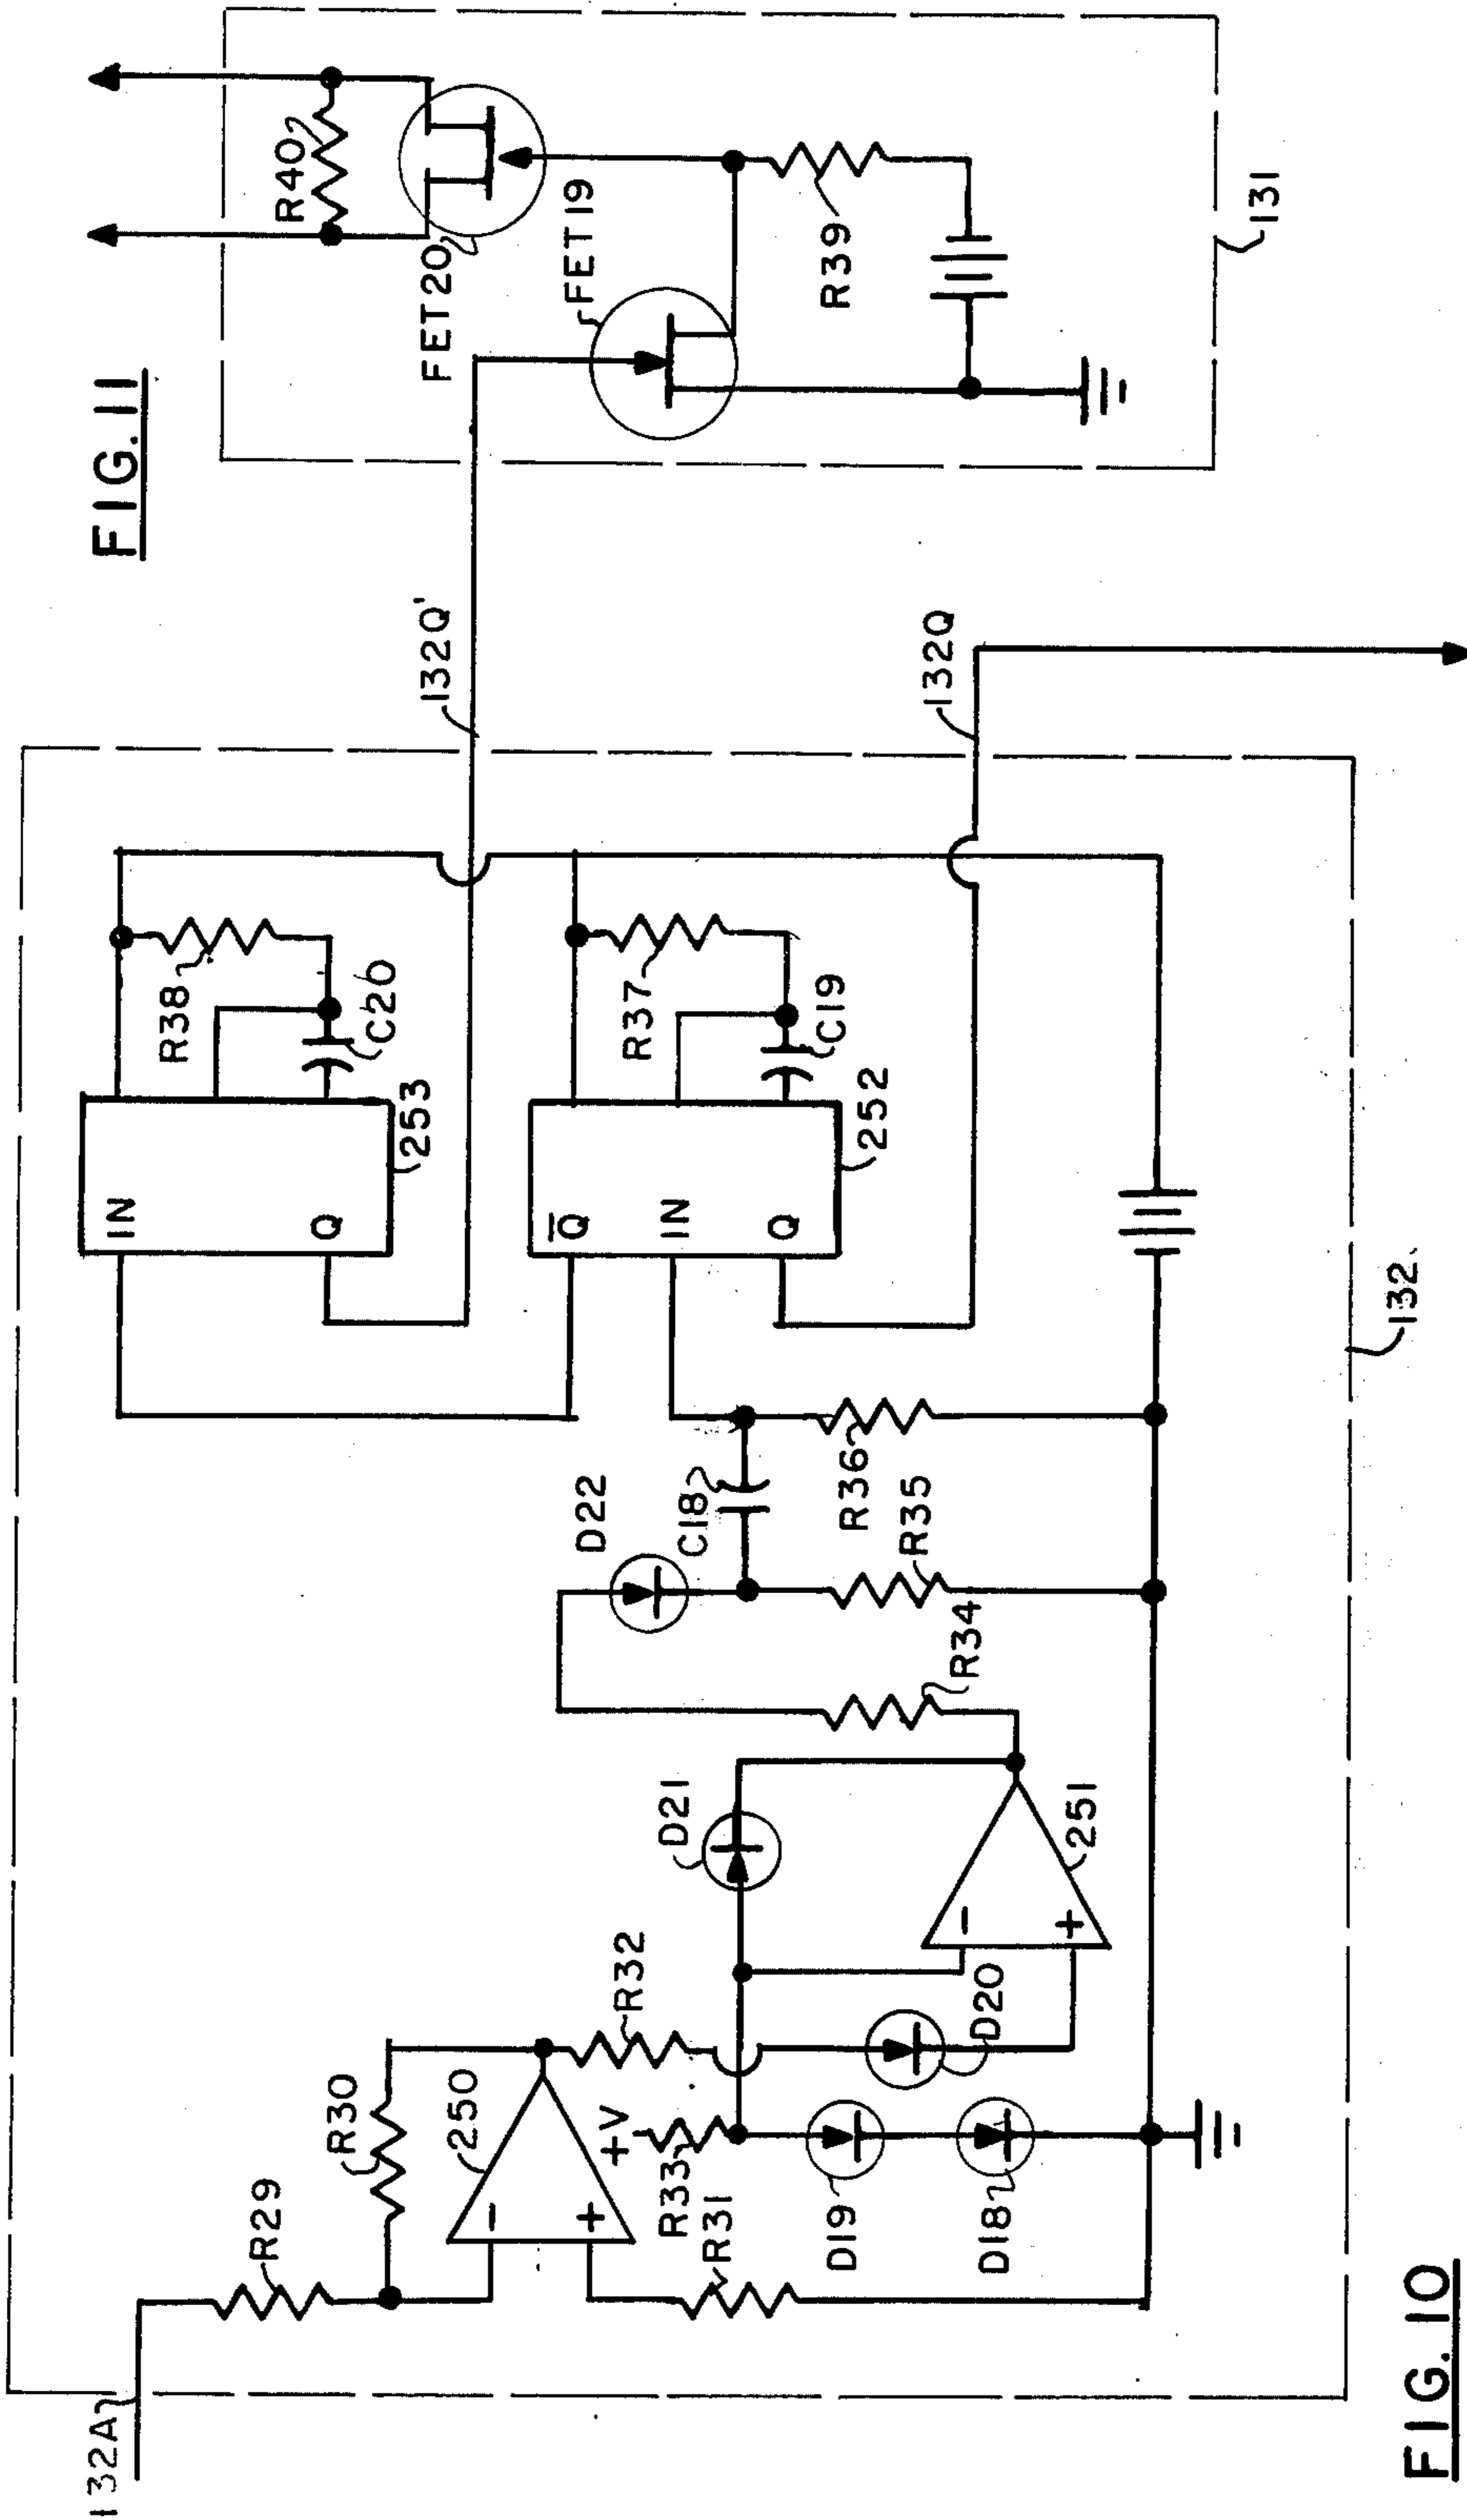 FIG.11
R40
FET20
FET19
R39
131
132Q'
132Q
R38
C20
253
IN
Q
R37
C19
252
Q̅
IN
Q
132
D22
C18
R36
R35
R34
D21
251
-
+
D20
R32
R30
250
-
+
+V
R33
R31
R29
D19
D18
132A
FIG.10